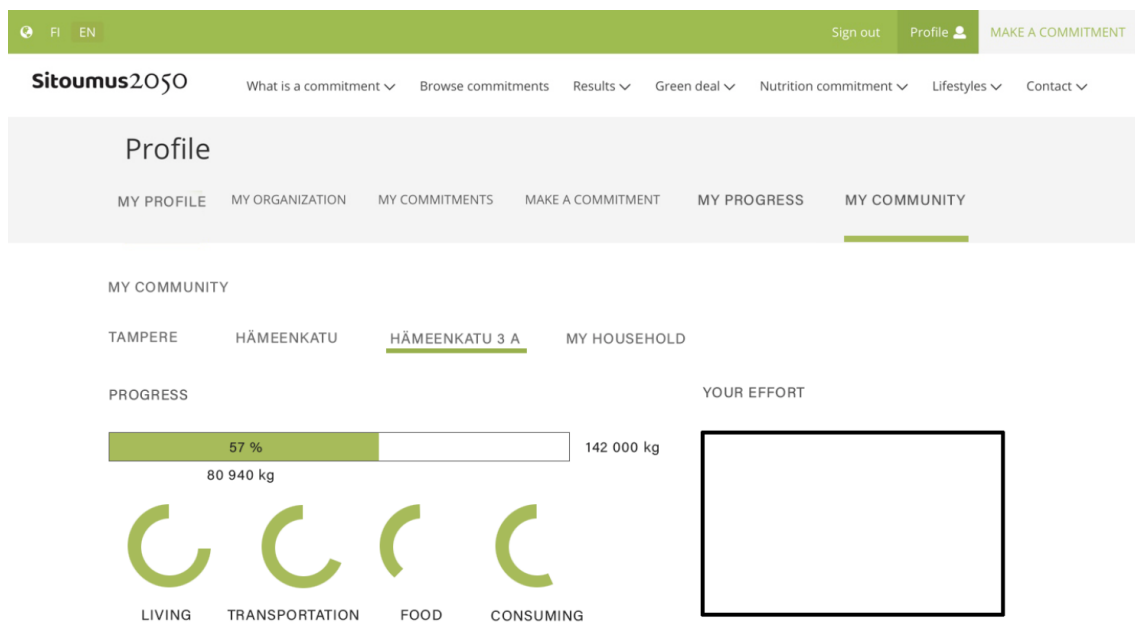 FI EN Sign out Profile MAKE A COMMITMENT
Sitoumus2050 What is a commitment Browse commitments Results Green deal Nutrition commitment Lifestyles Contact
Profile
MY PROFILE MY ORGANIZATION MY COMMITMENTS MAKE A COMMITMENT MY PROGRESS MY COMMUNITY
MY COMMUNITY
TAMPERE HÄMEENKATU HÄMEENKATU 3 A MY HOUSEHOLD
PROGRESS YOUR EFFORT
57 % 142 000 kg
80 940 kg
LIVING TRANSPORTATION FOOD CONSUMING